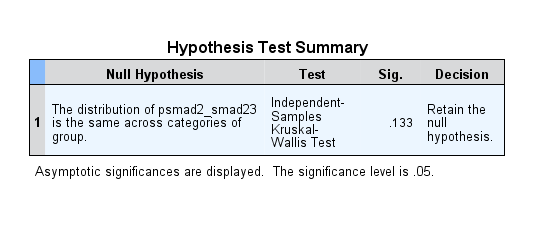 Hypothesis Test Summary
Null Hypothesis Test Sig. Decision
1 The distribution of psmad2_smad23 is the same across categories of group. Independent-Samples Kruskal-Wallis Test .133 Retain the null hypothesis.
Asymptotic significances are displayed. The significance level is .05.